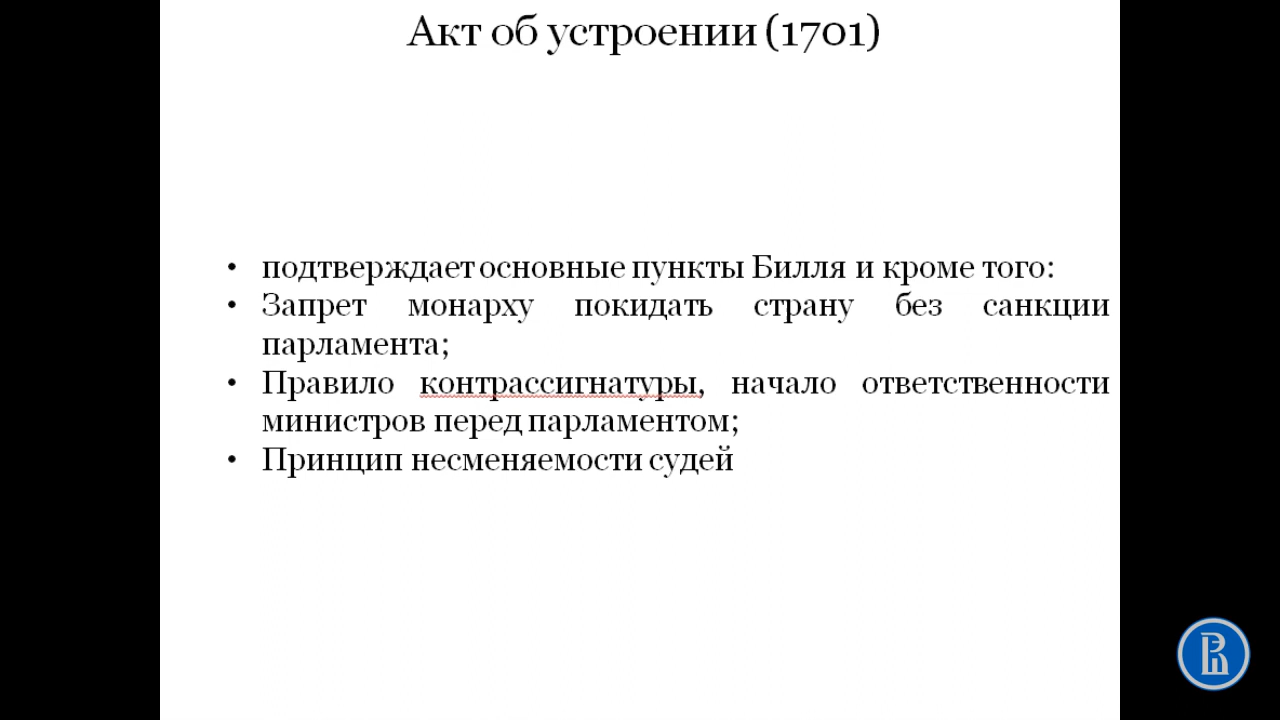 Акт об устроении (1701)
• подтверждает основные пункты Билля и кроме того:
• Запрет монарху покидать страну без санкции
парламента;
• Правило контрассигнатуры, начало ответственности
министров перед парламентом;
• Принцип несменяемости судей